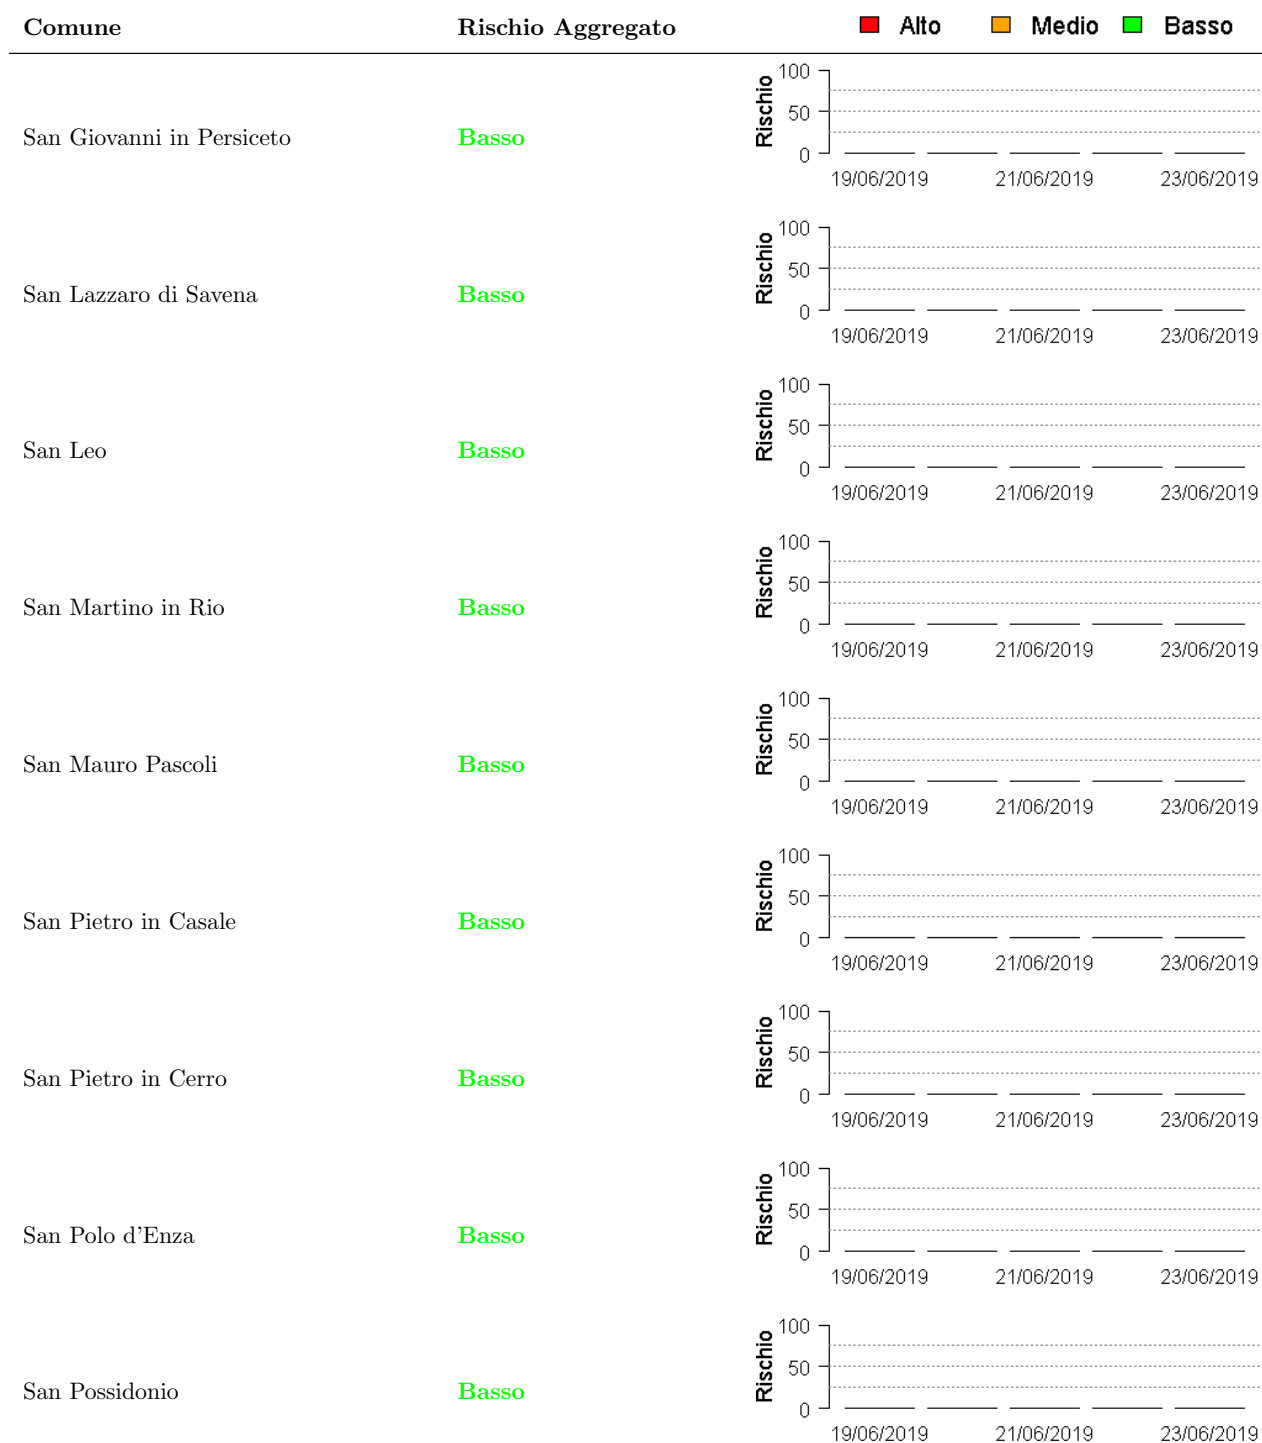 Comune Rischio Aggregato Alto Medio Basso
100
50
0
Rischio
San Giovanni in Persiceto Basso
19/06/2019 21/06/2019 23/06/2019
100
50
0
Rischio
San Lazzaro di Savena Basso
19/06/2019 21/06/2019 23/06/2019
100
50
0
Rischio
San Leo Basso
19/06/2019 21/06/2019 23/06/2019
100
50
0
Rischio
San Martino in Rio Basso
19/06/2019 21/06/2019 23/06/2019
100
50
0
Rischio
San Mauro Pascoli Basso
19/06/2019 21/06/2019 23/06/2019
100
50
0
Rischio
San Pietro in Casale Basso
19/06/2019 21/06/2019 23/06/2019
100
50
0
Rischio
San Pietro in Cerro Basso
19/06/2019 21/06/2019 23/06/2019
100
50
0
Rischio
San Polo d'Enza Basso
19/06/2019 21/06/2019 23/06/2019
100
50
0
Rischio
San Possidonio Basso
19/06/2019 21/06/2019 23/06/2019